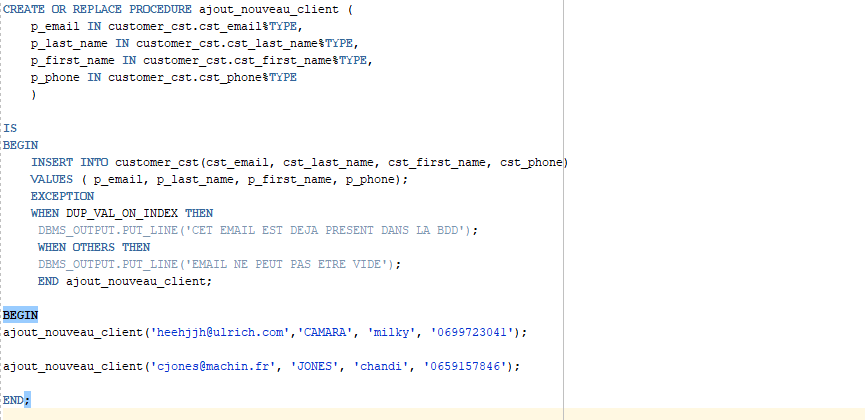 CREATE OR REPLACE PROCEDURE ajout_nouveau_client (
p_email IN customer_cst.cst_email%TYPE,
p_last_name IN customer_cst.cst_last_name%TYPE,
p_first_name IN customer_cst.cst_first_name%TYPE,
p_phone IN customer_cst.cst_phone%TYPE
)
IS
BEGIN
INSERT INTO customer_cst(cst_email, cst_last_name, cst_first_name, cst_phone)
VALUES ( p_email, p_last_name, p_first_name, p_phone);
EXCEPTION
WHEN DUP_VAL_ON_INDEX THEN
DBMS_OUTPUT.PUT_LINE('CET EMAIL EST DEJA PRESENT DANS LA BDD');
WHEN OTHERS THEN
DBMS_OUTPUT.PUT_LINE('EMAIL NE PEUT PAS ETRE VIDE');
END ajout_nouveau_client;
BEGIN
ajout_nouveau_client('heehjjh@ulrich.com','CAMARA', 'milky', '0699723041');
ajout_nouveau_client('cjones@machin.fr', 'JONES', 'chandi', '0659157846');
END;